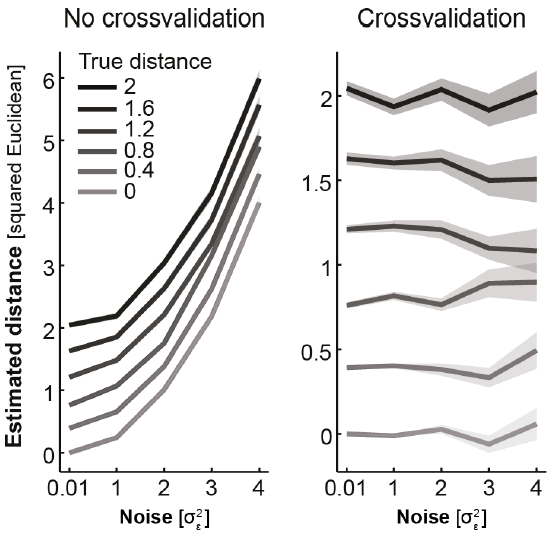 No crossvalidation
Crossvalidation
Estimated distance [squared Euclidean]
True distance
2
1.6
1.2
0.8
0.4
0
6
5
4
3
2
1
0
0.01 1 2 3 4
Noise [σ²ε]
2
1.5
1
0.5
0
0.01 1 2 3 4
Noise [σ²ε]